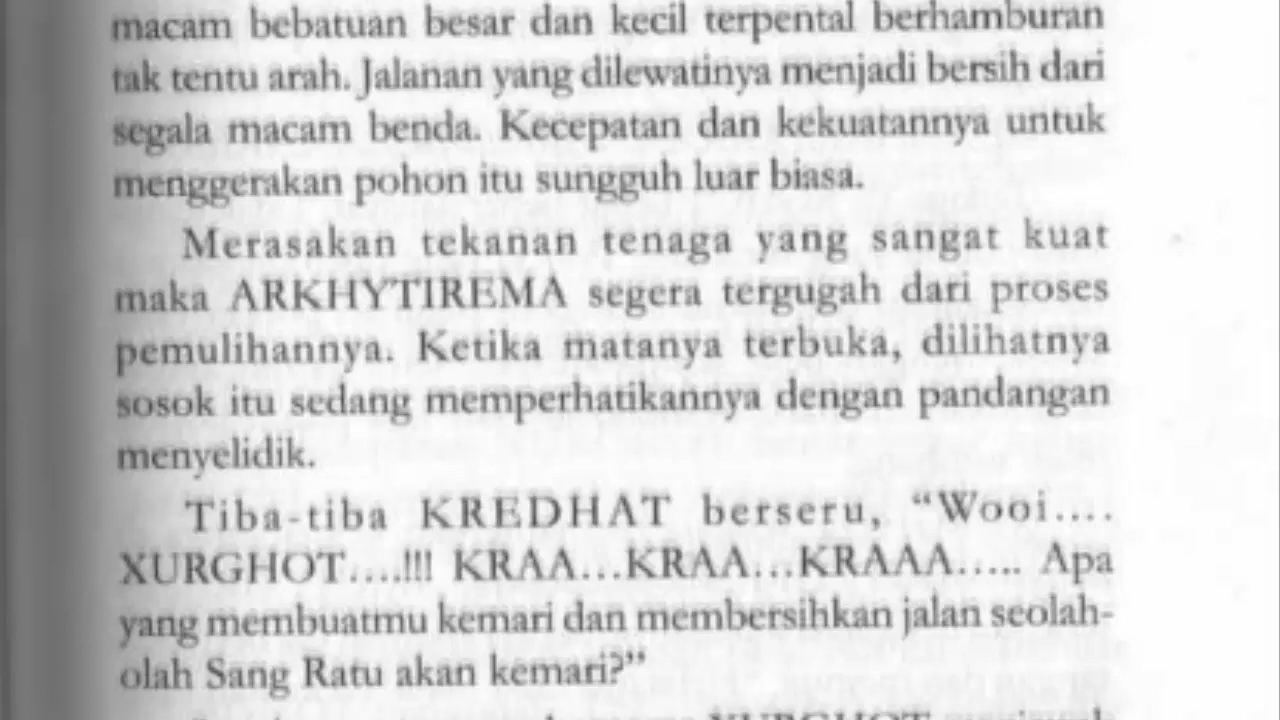 macam bebatuan besar dan kecil terpental berhamburan
tak tentu arah. Jalanan yang dilewatinya menjadi bersih dari
segala macam benda. Kecepatan dan kekuatannya untuk
menggerakan pohon itu sungguh luar biasa.
Merasakan tekanan tenaga yang sangat kuat
maka ARKHYTIREMA segera tergugah dari proses
pemulihannya. Ketika matanya terbuka, dilihatnya
sosok itu sedang memperhatikannya dengan pandangan
menyelidik.
Tiba-tiba KREDHAT berseru, “Wooi....
XURGHOT....!!! KRAA...KRAA...KRAAA..... Apa
yang membuatmu kemari dan membersihkan jalan seolah-
olah Sang Ratu akan kemari?”
XURGHOT